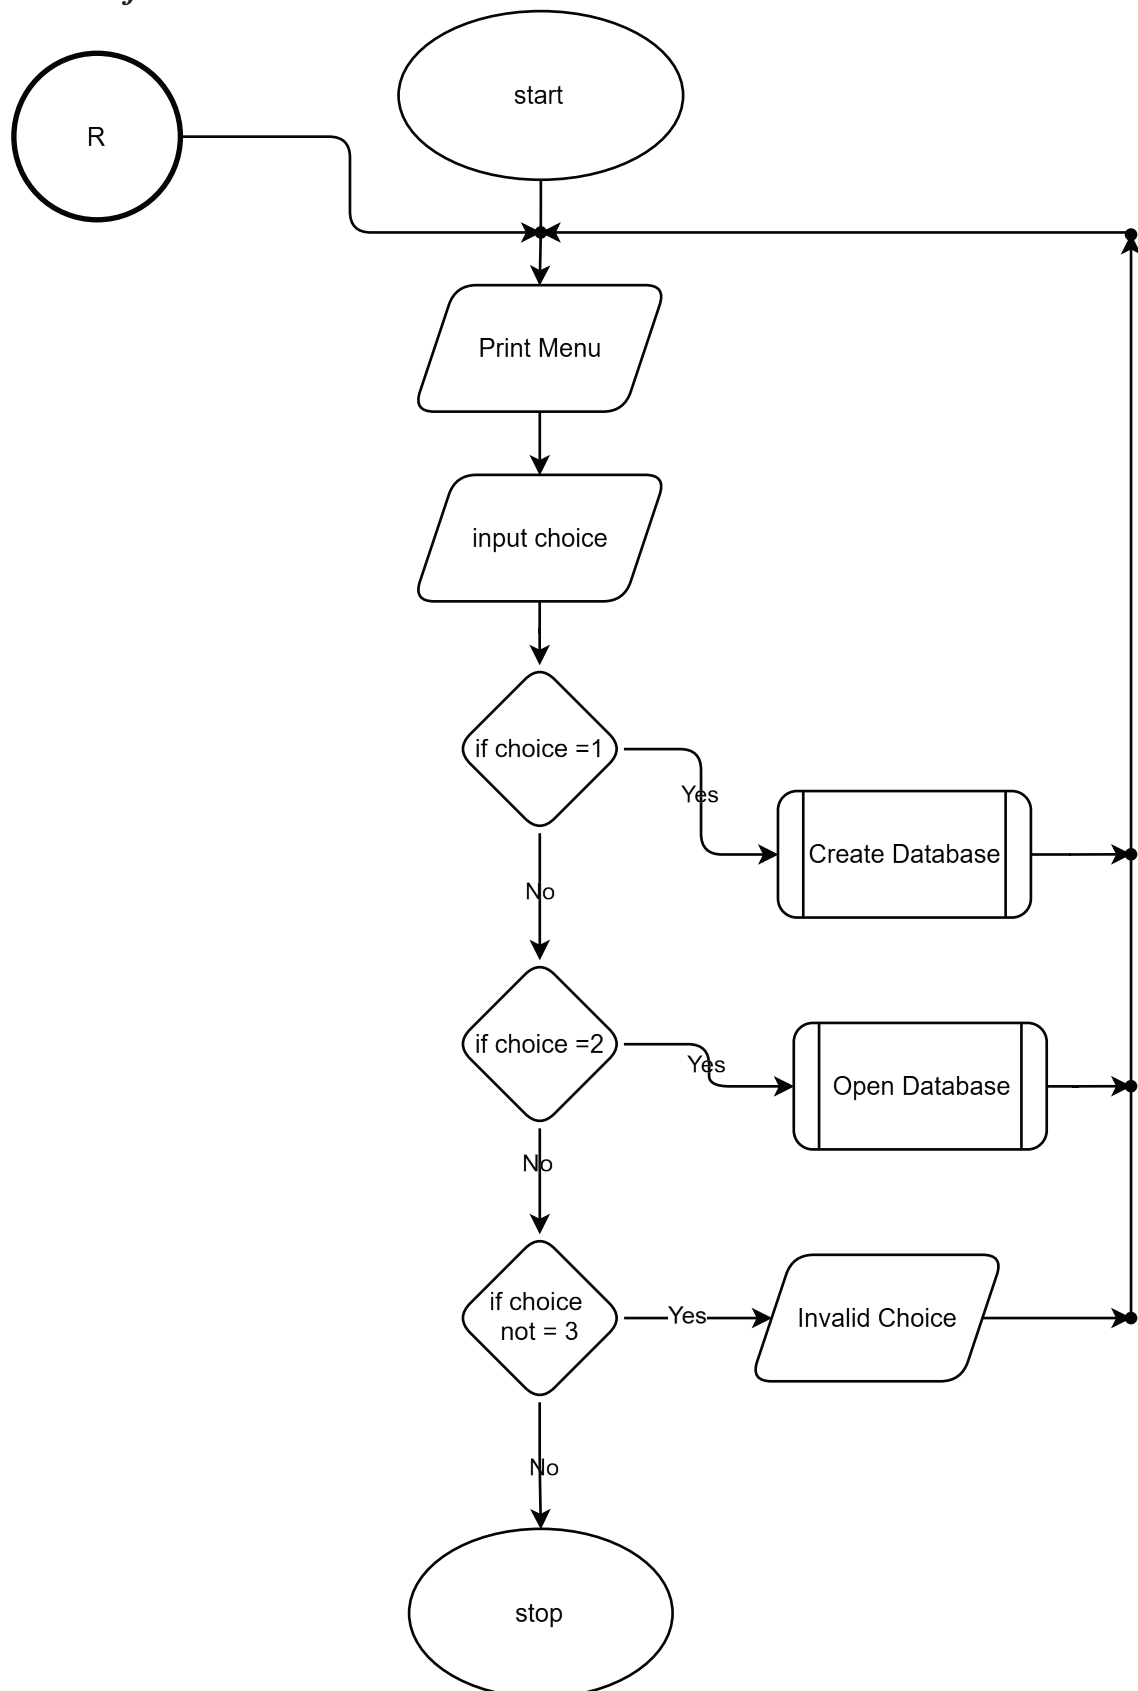 start
R
Print Menu
input choice
if choice =1
Yes
Create Database
No
if choice =2
Yes
Open Database
No
if choice
not = 3
Yes
Invalid Choice
No
stop